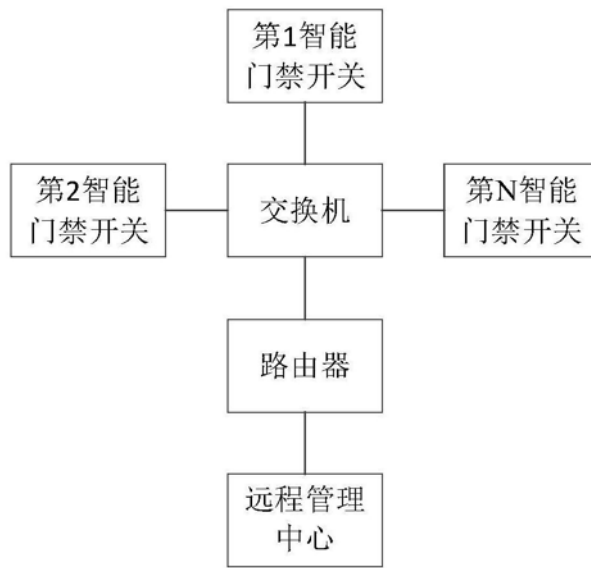 第1智能
门禁开关
第2智能
门禁开关
交换机
第N智能
门禁开关
路由器
远程管理
中心